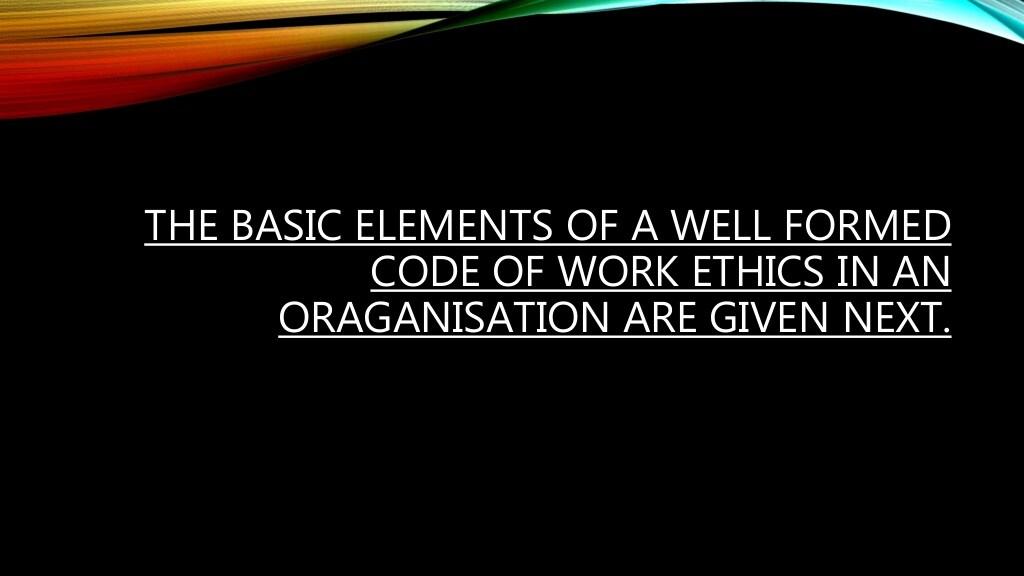 THE BASIC ELEMENTS OF A WELL FORMED
CODE OF WORK ETHICS IN AN
ORAGANISATION ARE GIVEN NEXT.